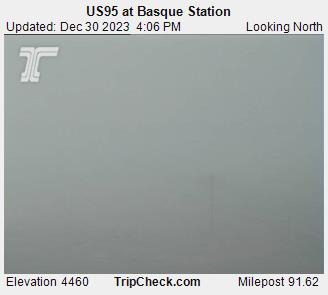 US95 at Basque Station
Updated: Dec 30 2023 4:06 PM Looking North
Elevation 4460 TripCheck.com Milepost 91.62